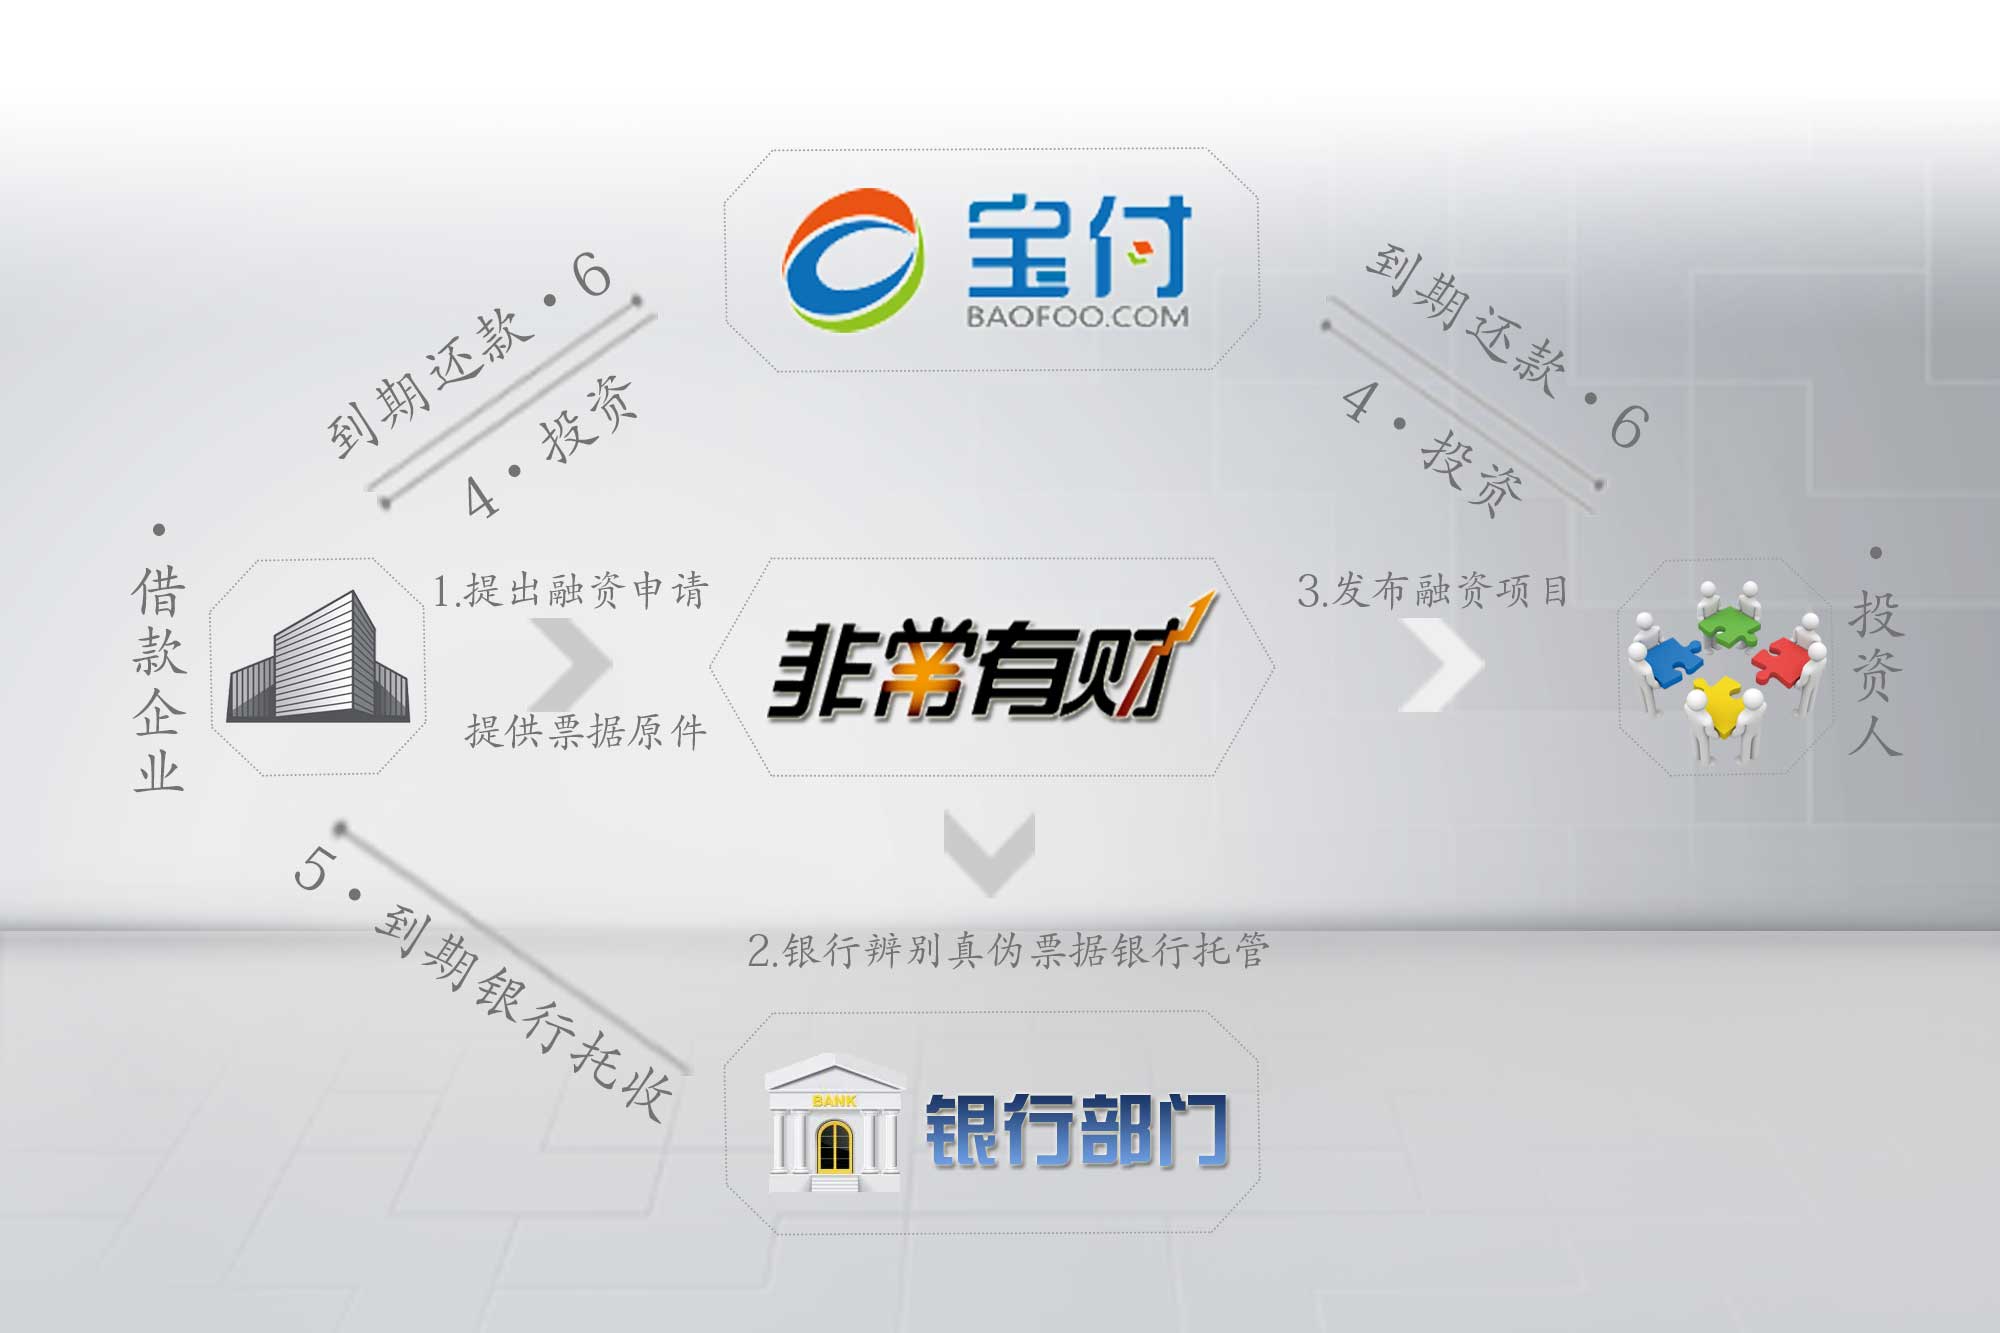 宝付
BAOFOO.COM
到期还款·6
4·投资
到期还款·6
4·投资
·借款企业
1.提出融资申请
提供票据原件
非常有财
3.发布融资项目
·投资人
5·到期银行托收
2.银行辨别真伪票据银行托管
BANK
银行部门